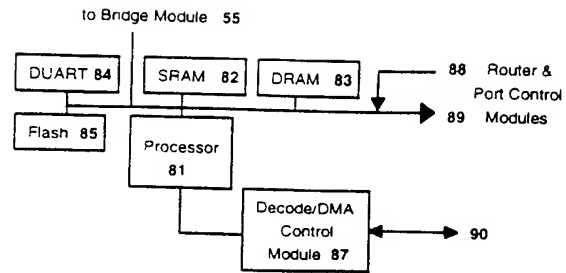 to Bridge Module 55
DUART 84
SRAM 82
DRAM 83
88 Router &
Port Control
89 Modules
Flash 85
Processor
81
Decode/DMA
Control
Module 87
90